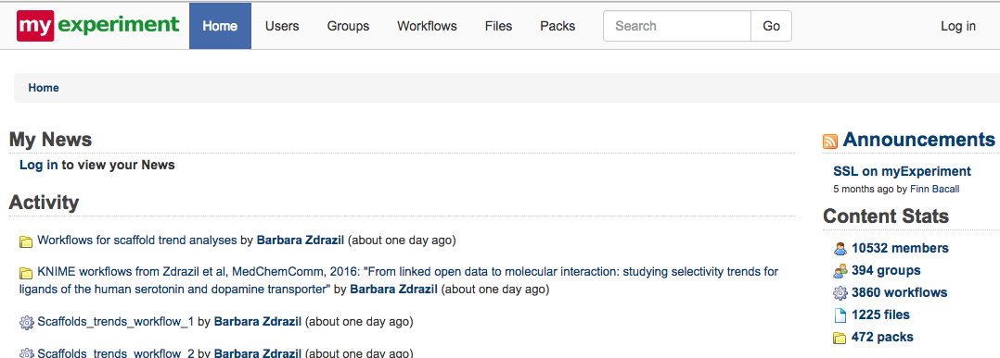 my experiment Home Users Groups Workflows Files Packs Search Go Log in
Home
My News
Log in to view your News
Activity
Workflows for scaffold trend analyses by Barbara Zdrazil (about one day ago)
KNIME workflows from Zdrazil et al, MedChemComm, 2016: "From linked open data to molecular interaction: studying selectivity trends for
ligands of the human serotonin and dopamine transporter" by Barbara Zdrazil (about one day ago)
Scaffolds_trends_workflow_1 by Barbara Zdrazil (about one day ago)
Scaffolds_trends_workflow_2 by Barbara Zdrazil (about one day ago)
Announcements
SSL on myExperiment
5 months ago by Finn Bacall
Content Stats
10532 members
394 groups
3860 workflows
1225 files
472 packs